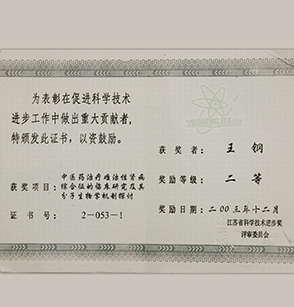 为表彰在促进科学技术
进步工作中做出重大贡献者，
特颁发此证书，以资鼓励。
获奖项目：
中医药治疗难治性肾病
综合征的临床研究及其
分子生物学机制探讨
证书号：2－053－1
获奖者：王钢
奖励等级：二等
奖励日期：二00三年十二月
江苏省科学技术进步奖
评审委员会